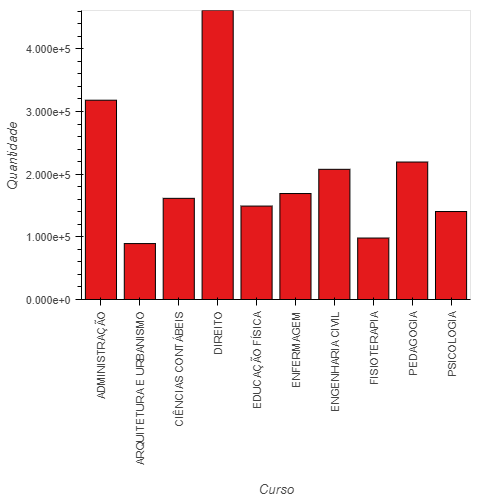 Quantidade
4.000e+5
3.000e+5
2.000e+5
1.000e+5
0.000e+0
ADMINISTRAÇÃO
ARQUITETURA E URBANISMO
CIÊNCIAS CONTÁBEIS
DIREITO
EDUCAÇÃO FÍSICA
ENFERMAGEM
ENGENHARIA CIVIL
FISIOTERAPIA
PEDAGOGIA
PSICOLOGIA
Curso